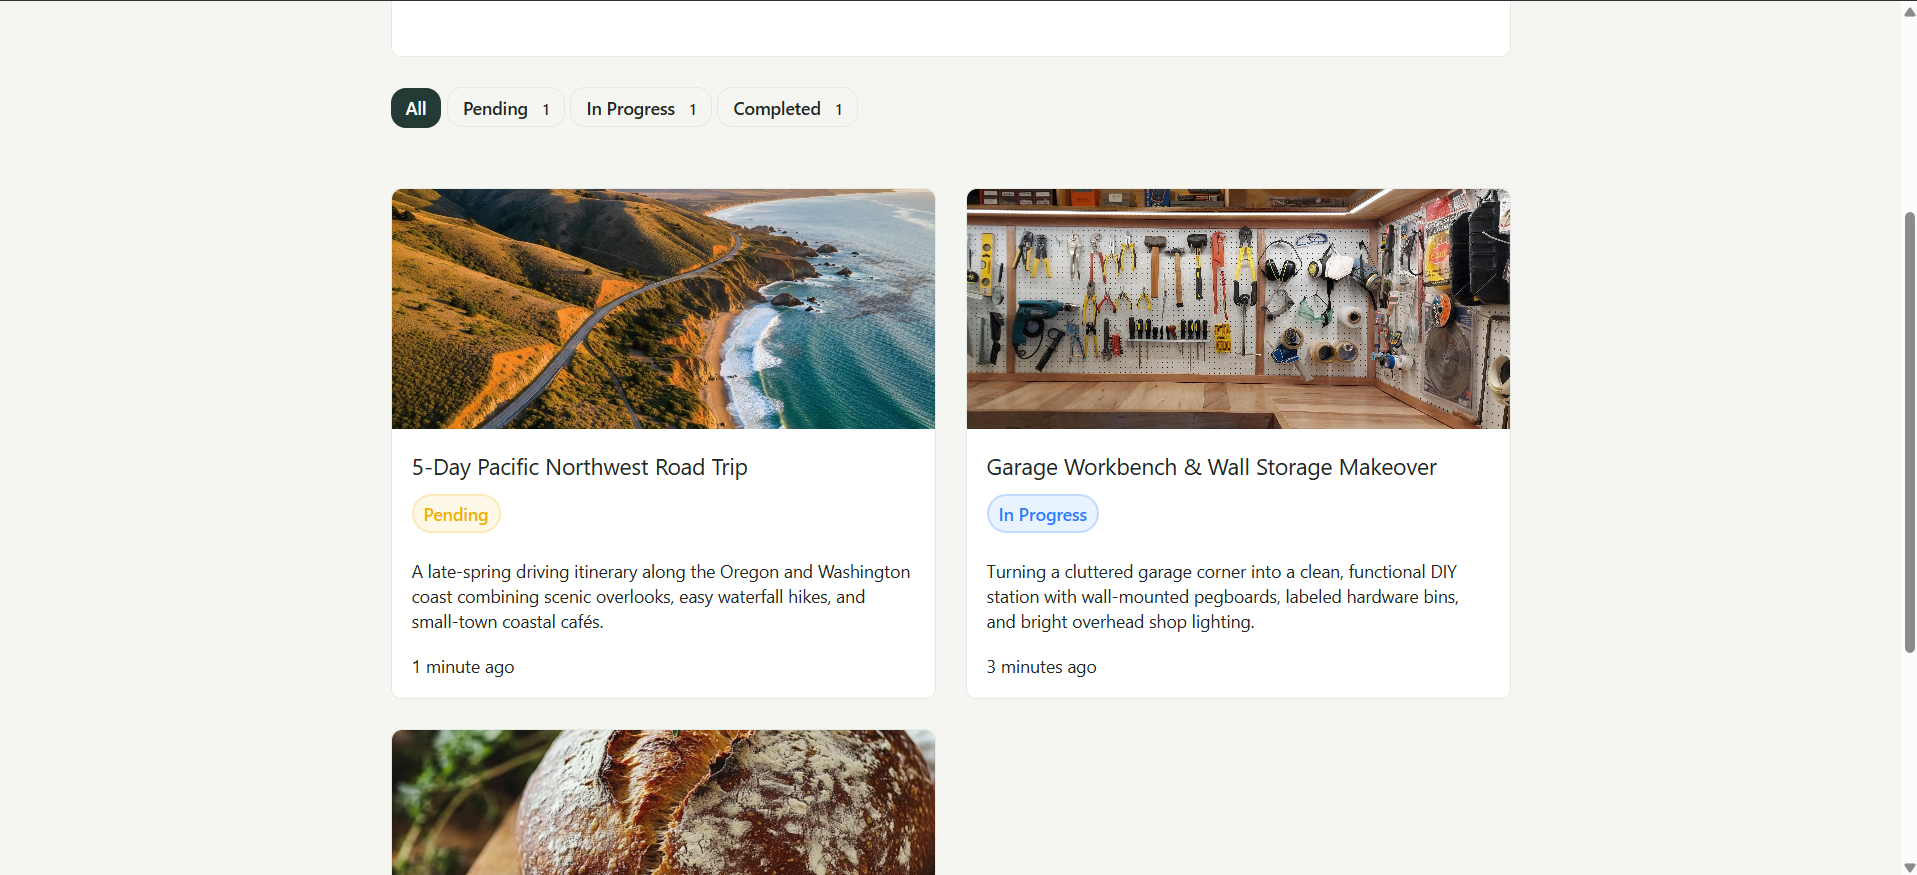 All
Pending 1
In Progress 1
Completed 1
5-Day Pacific Northwest Road Trip
Pending
A late-spring driving itinerary along the Oregon and Washington
coast combining scenic overlooks, easy waterfall hikes, and
small-town coastal cafés.
1 minute ago
Garage Workbench & Wall Storage Makeover
In Progress
Turning a cluttered garage corner into a clean, functional DIY
station with wall-mounted pegboards, labeled hardware bins,
and bright overhead shop lighting.
3 minutes ago